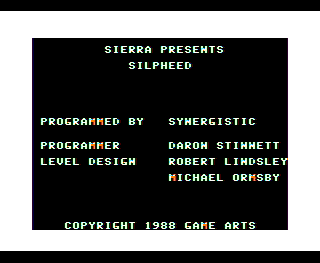 SIERRA PRESENTS
SILPHEED
PROGRAMMED BY SYNERGISTIC
PROGRAMMER DARON STINNETT
LEVEL DESIGN ROBERT LINDSLEY
MICHAEL ORMSBY
COPYRIGHT 1988 GAME ARTS